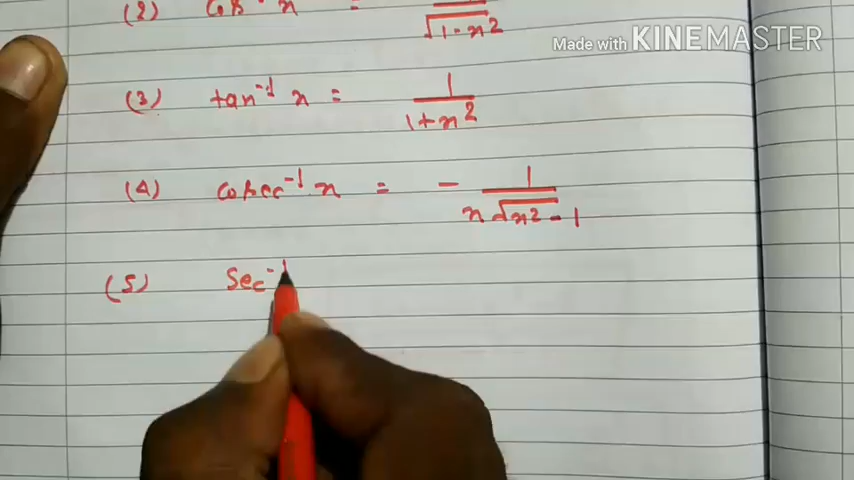 (2) cos⁻¹ x = 1/√(1-x²)
Made with KINEMASTER
(3) tan⁻¹ x = 1/(1+x²)
(4) cosec⁻¹ x = - 1/(x√(x²-1))
(5) Sec⁻¹